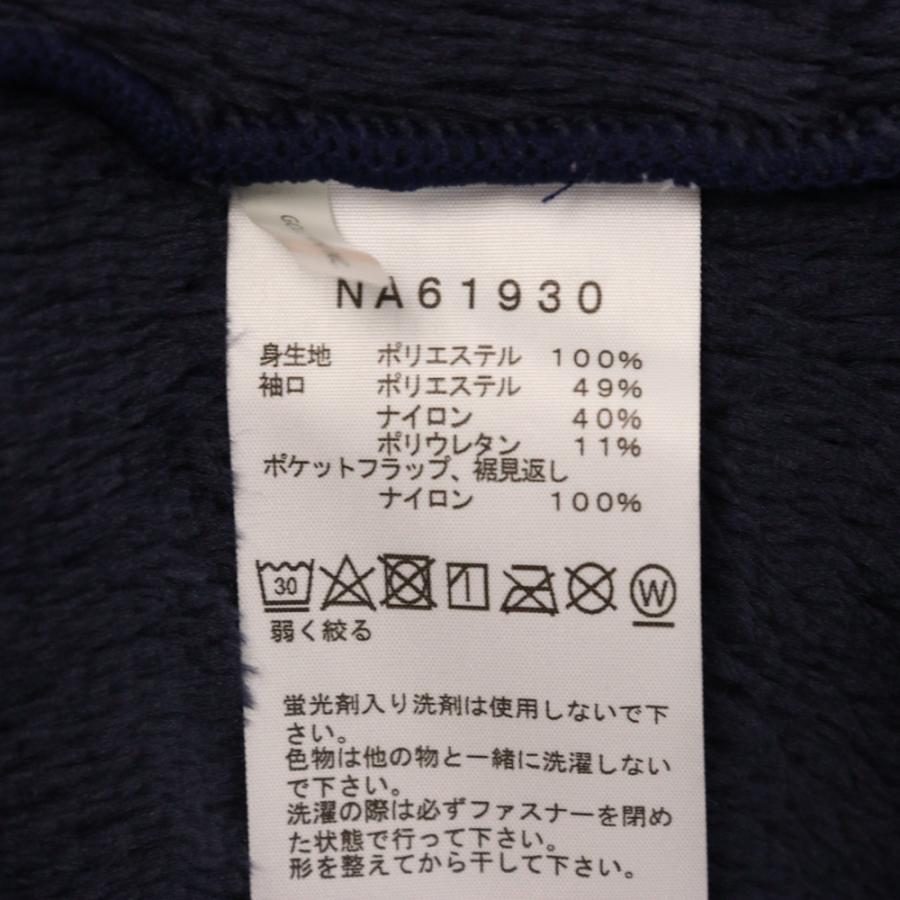 NA61930
身生地 ポリエステル 100%
袖口 ポリエステル 49%
ナイロン 40%
ポリウレタン 11%
ポケットフラップ、裾見返し
ナイロン 100%
30
W
弱く絞る
蛍光剤入り洗剤は使用しないで下
さい。
色物は他の物と一緒に洗濯しない
で下さい。
洗濯の際は必ずファスナーを閉め
た状態で行って下さい。
形を整えてから干して下さい。